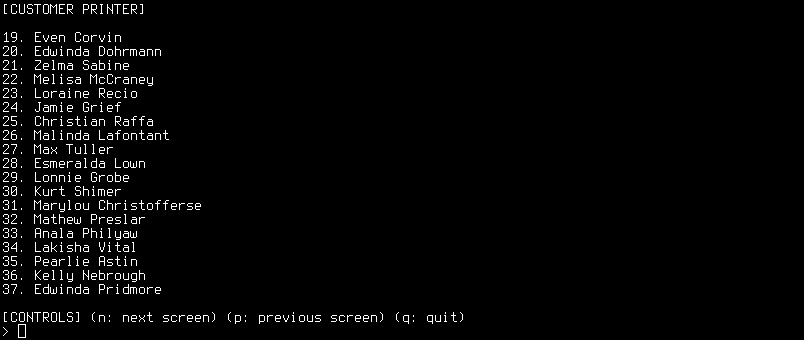 [CUSTOMER PRINTER]
19. Even Corvin
20. Edwinda Dohrmann
21. Zelma Sabine
22. Melisa McCraney
23. Loraine Recio
24. Jamie Grief
25. Christian Raffa
26. Malinda Lafontant
27. Max Tuller
28. Esmeralda Lown
29. Lonnie Grobe
30. Kurt Shimer
31. Marylou Christofferse
32. Mathew Preslar
33. Anala Philyaw
34. Lakisha Vital
35. Pearlie Astin
36. Kelly Nebrough
37. Edwinda Pridmore
[CONTROLS] (n: next screen) (p: previous screen) (q: quit)
>